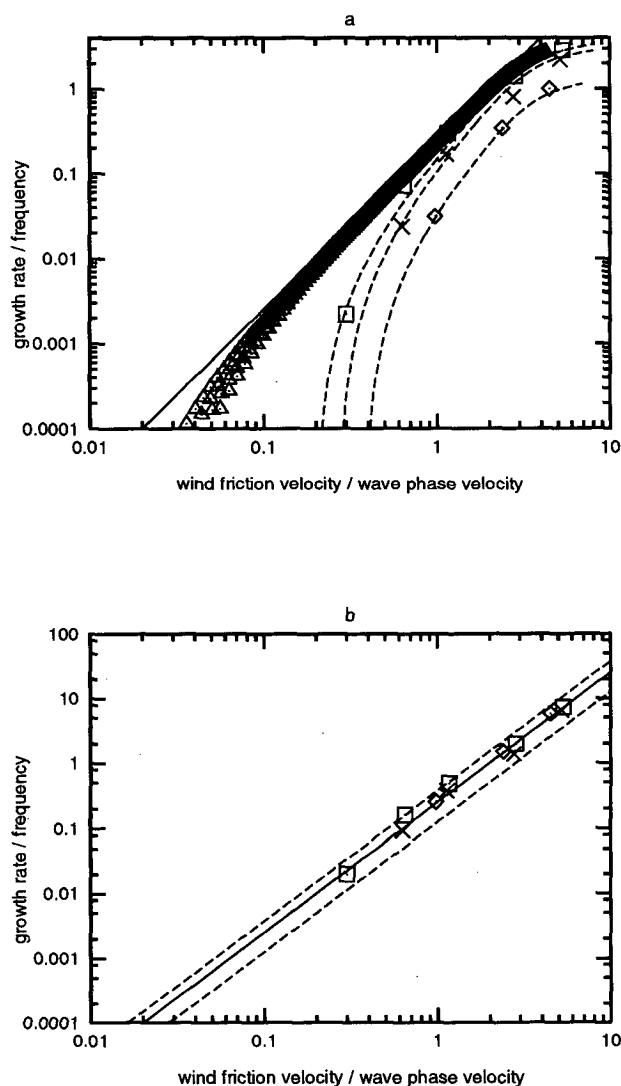 a
1
0.1
0.01
0.001
0.0001
growth rate / frequency
0.01 0.1 1 10
wind friction velocity / wave phase velocity
b
100
10
1
0.1
0.01
0.001
0.0001
growth rate / frequency
0.01 0.1 1 10
wind friction velocity / wave phase velocity